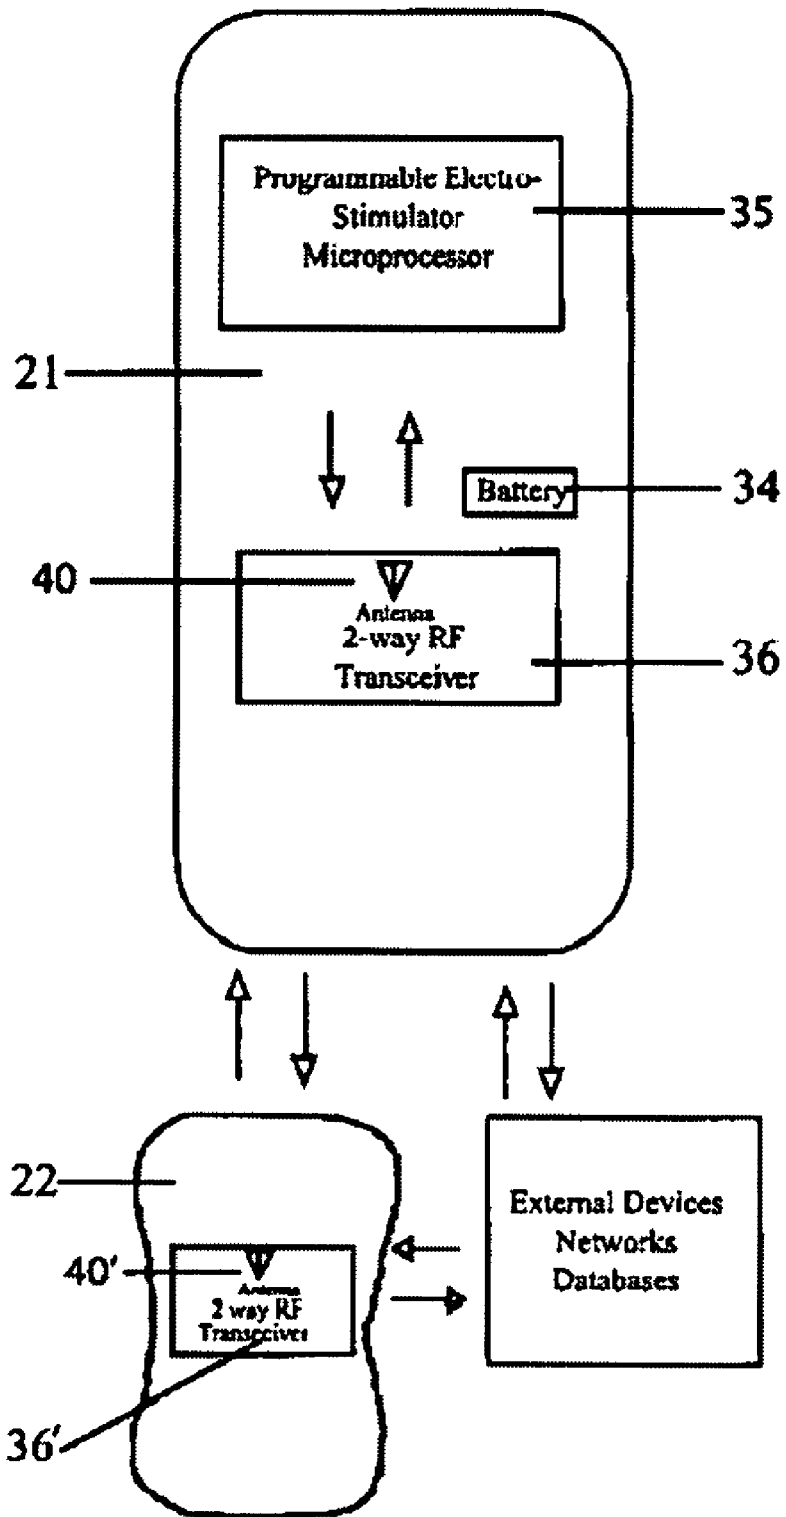 Programmable Electro-
Stimulator
Microprocessor
35
21
Battery
34
40
Antenna
2-way RF
Transceiver
36
22
40'
Antenna
2 way RF
Transceiver
36'
External Devices
Networks
Databases